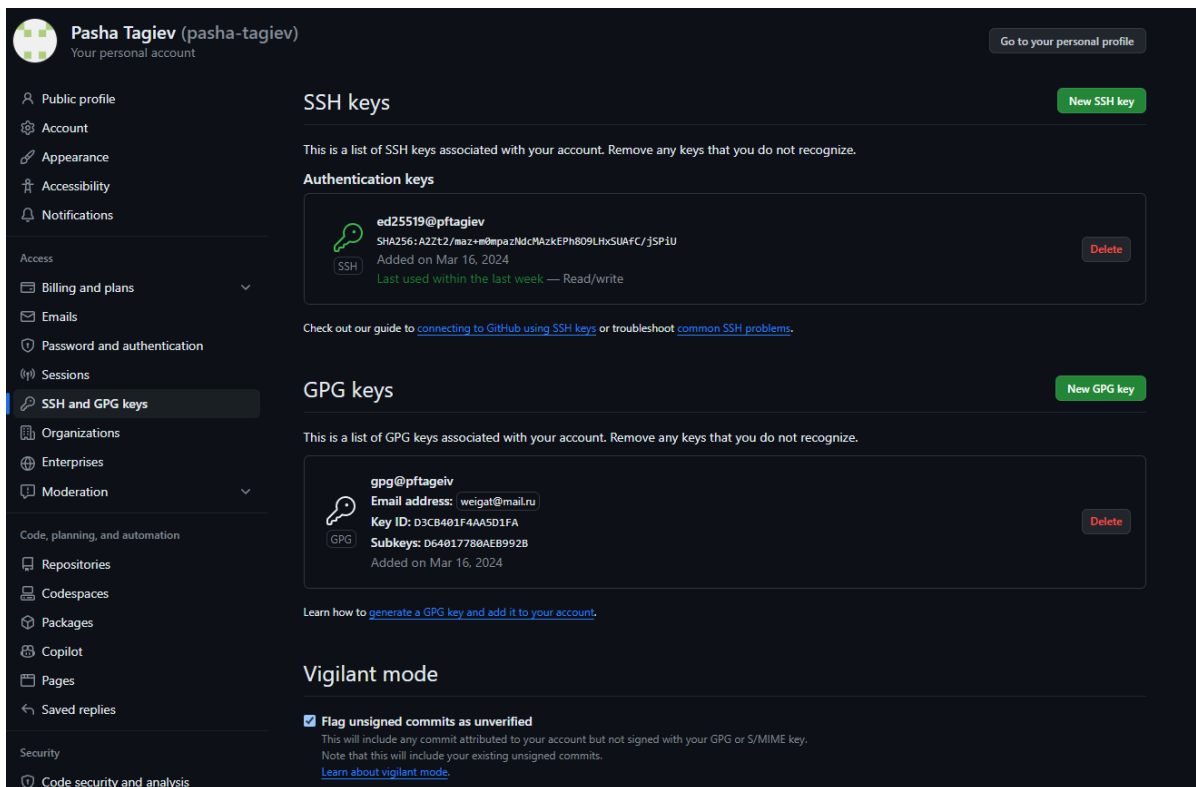 Pasha Tagiev (pasha-tagiev)
Your personal account
Go to your personal profile
Public profile
Account
Appearance
Accessibility
Notifications
Access
Billing and plans
Emails
Password and authentication
Sessions
SSH and GPG keys
Organizations
Enterprises
Moderation
Code, planning, and automation
Repositories
Codespaces
Packages
Copilot
Pages
Saved replies
Security
Code security and analysis
SSH keys
New SSH key
This is a list of SSH keys associated with your account. Remove any keys that you do not recognize.
Authentication keys
SSH
ed25519@pftagiev
SHA256:A2Zt2/maz+m0mpazNdcMAzkEPh8O9LHxSUAfC/jSPiU
Added on Mar 16, 2024
Last used within the last week — Read/write
Delete
Check out our guide to connecting to GitHub using SSH keys or troubleshoot common SSH problems.
GPG keys
New GPG key
This is a list of GPG keys associated with your account. Remove any keys that you do not recognize.
GPG
gpg@pftageiv
Email address: weigat@mail.ru
Key ID: D3CB401F4AA5D1FA
Subkeys: D64017780AEB992B
Added on Mar 16, 2024
Delete
Learn how to generate a GPG key and add it to your account.
Vigilant mode
Flag unsigned commits as unverified
This will include any commit attributed to your account but not signed with your GPG or S/MIME key.
Note that this will include your existing unsigned commits.
Learn about vigilant mode.